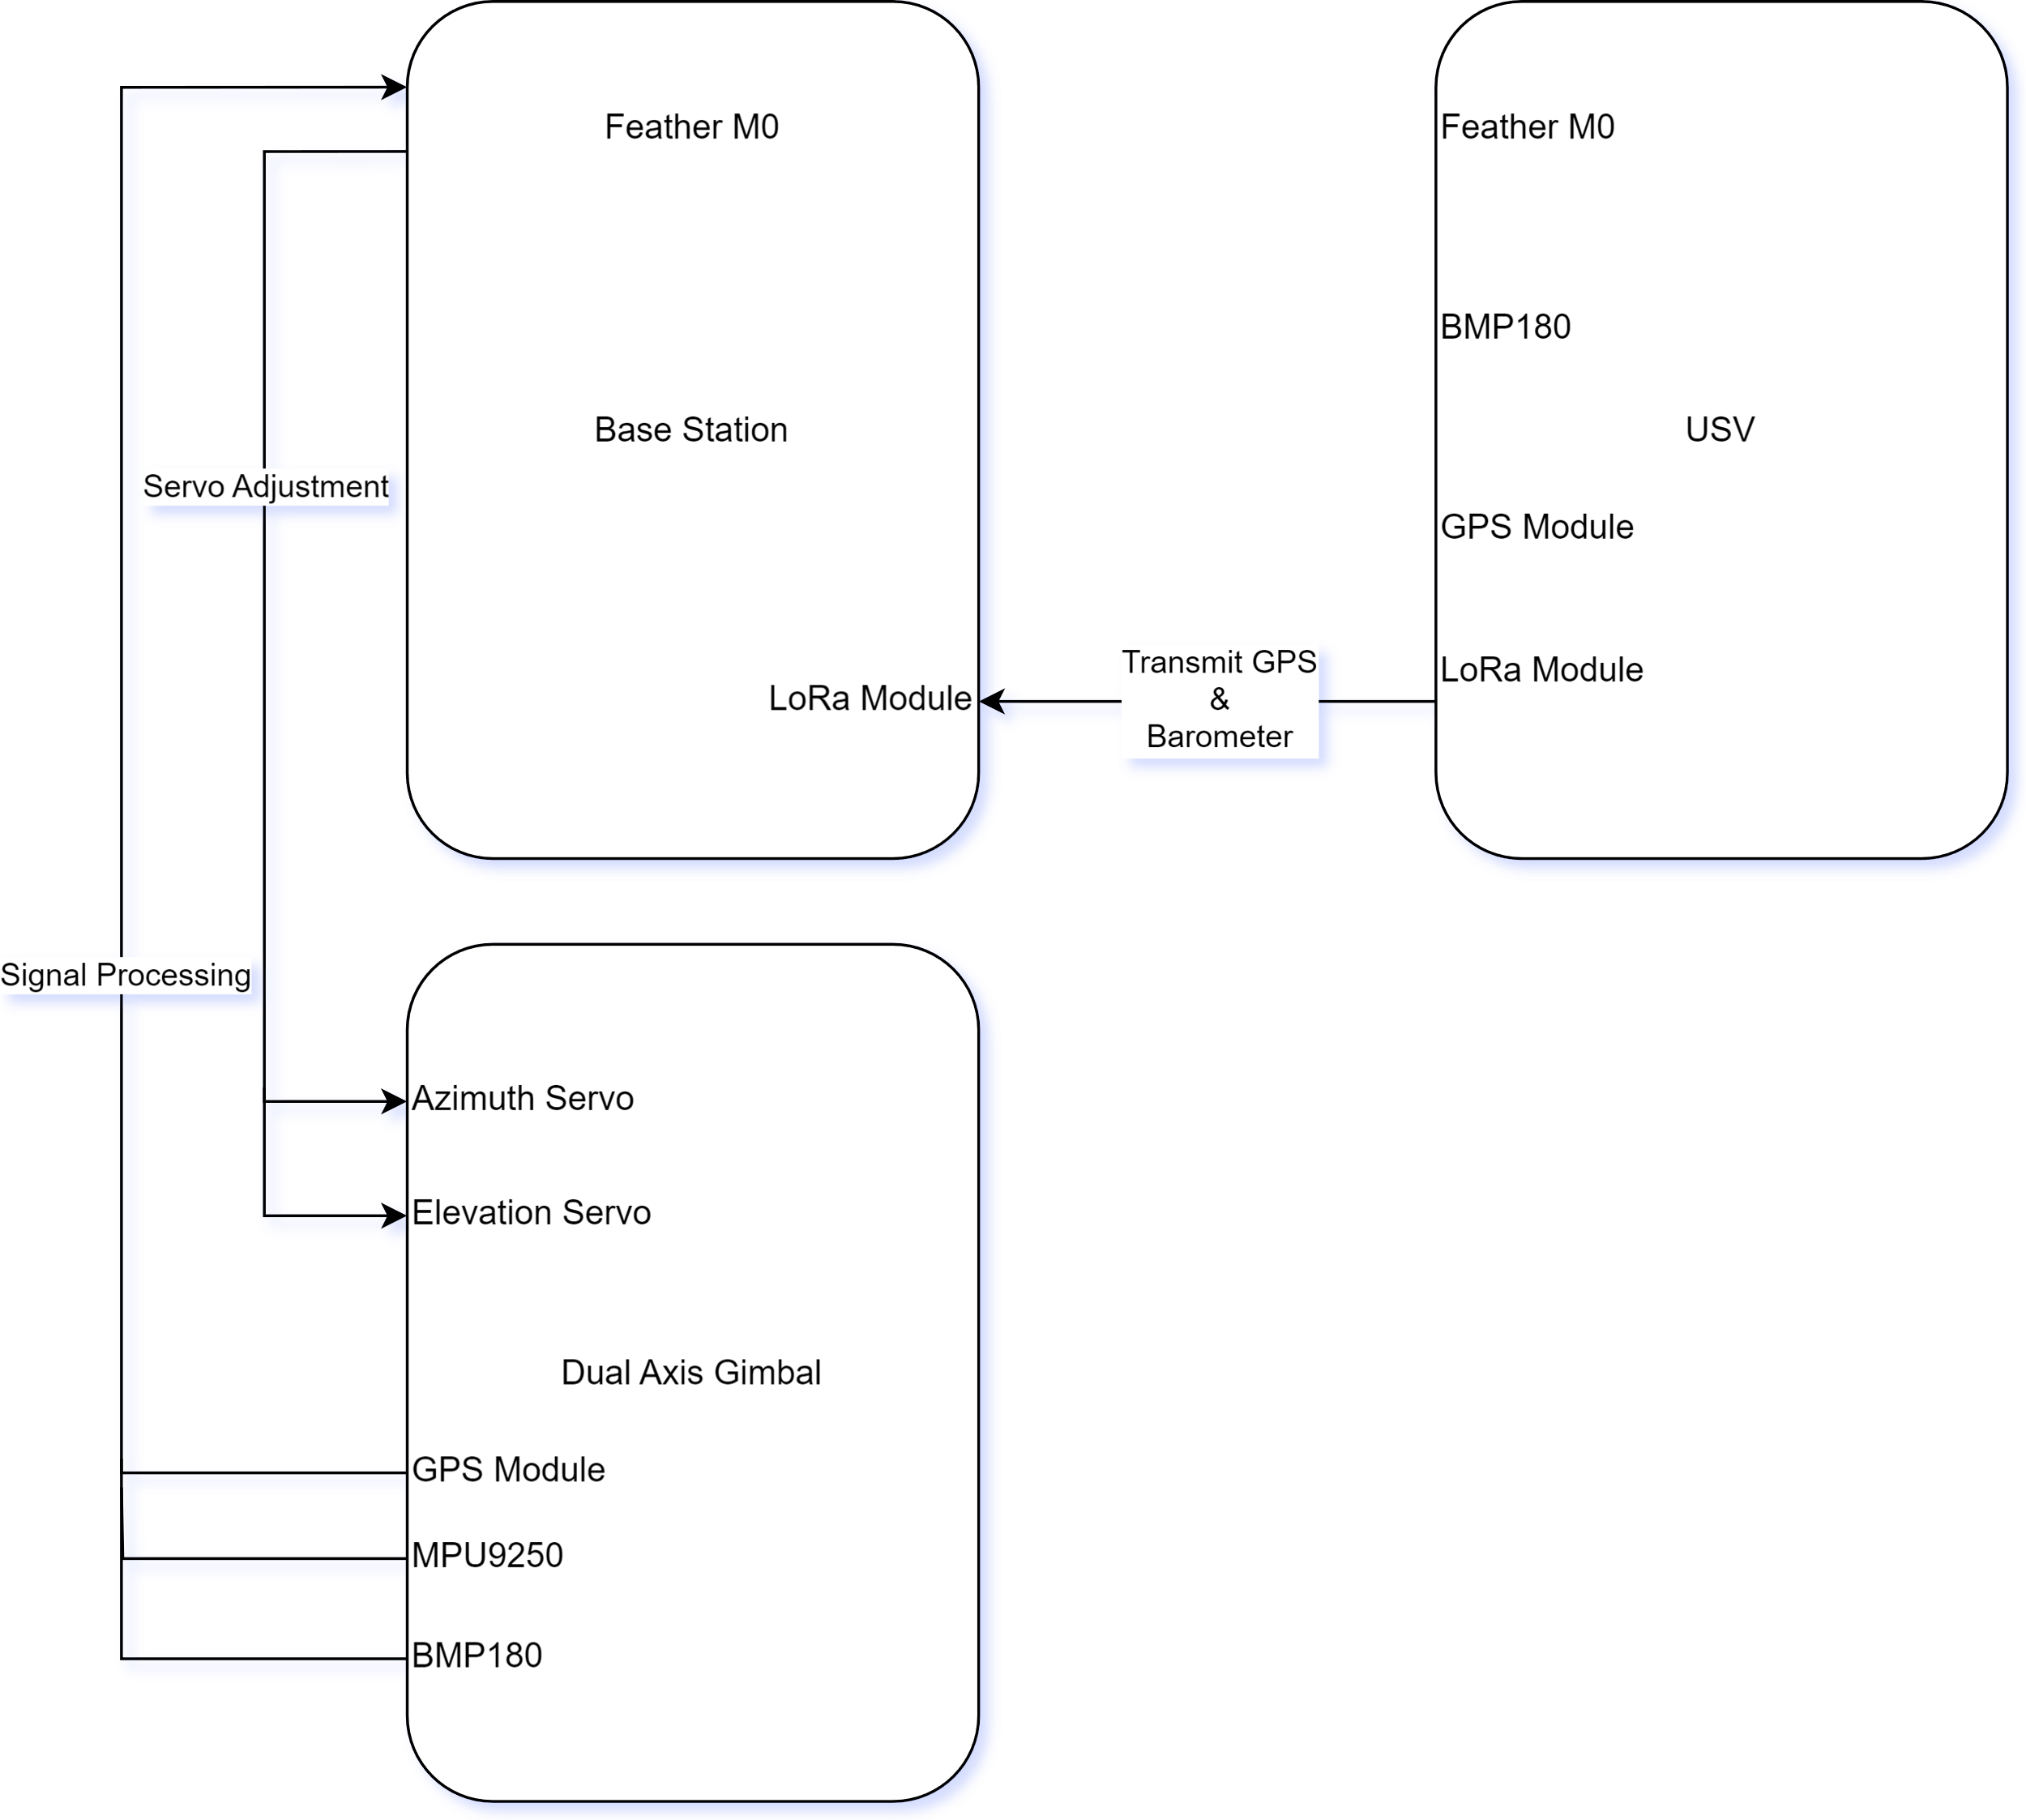 Feather M0
Base Station
LoRa Module
Feather M0
BMP180
USV
GPS Module
LoRa Module
Transmit GPS
&
Barometer
Servo Adjustment
Signal Processing
Azimuth Servo
Elevation Servo
Dual Axis Gimbal
GPS Module
MPU9250
BMP180